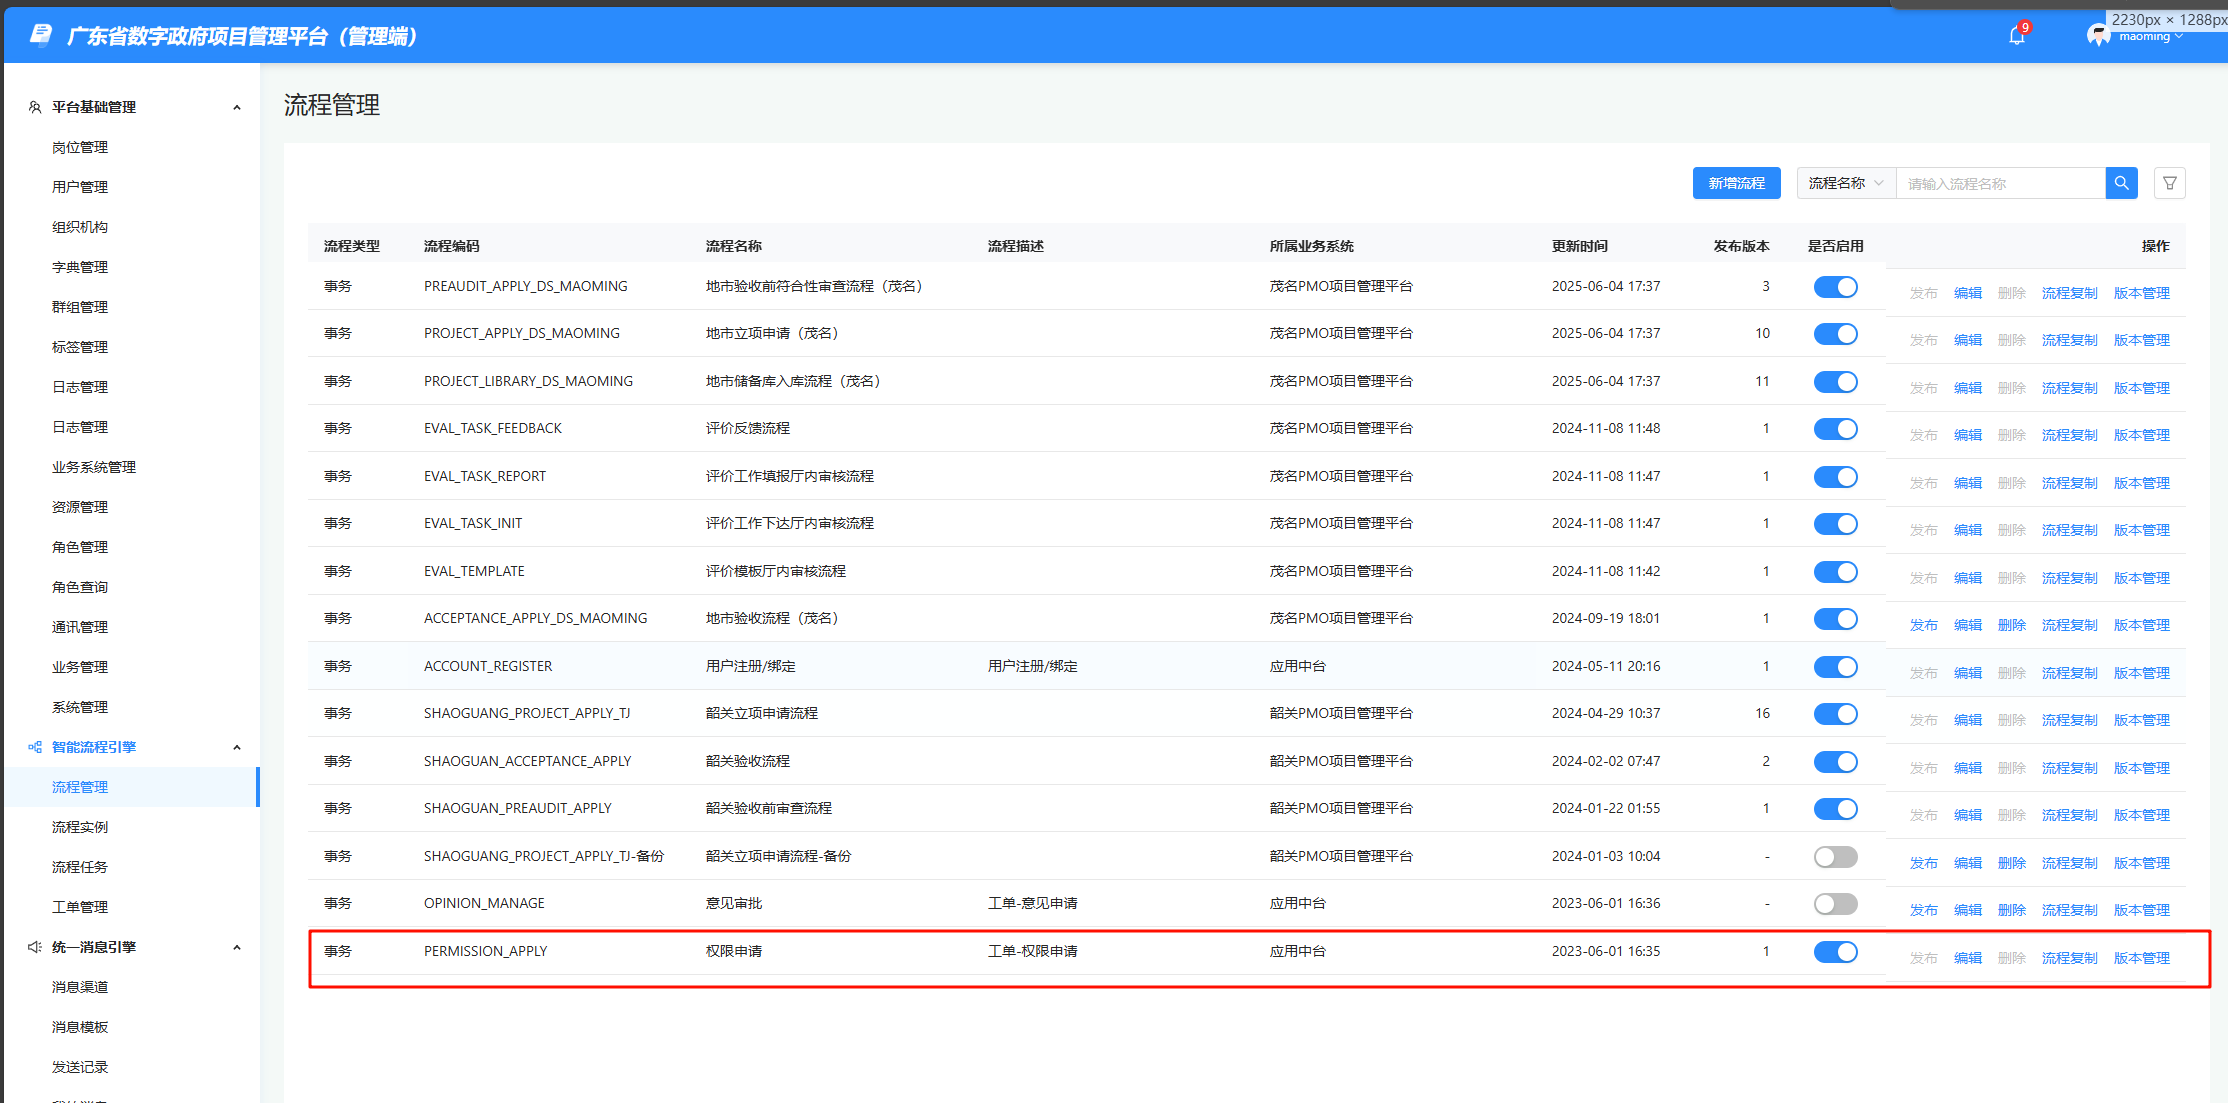 2230px × 1288px
广东省数字政府项目管理平台（管理端）
9
maoming
平台基础管理
岗位管理
用户管理
组织机构
字典管理
群组管理
标签管理
日志管理
日志管理
业务系统管理
资源管理
角色管理
角色查询
通讯管理
业务管理
系统管理
智能流程引擎
流程管理
流程实例
流程任务
工单管理
统一消息引擎
消息渠道
消息模板
发送记录
流程管理
新增流程 流程名称 请输入流程名称
流程类型 流程编码 流程名称 流程描述 所属业务系统 更新时间 发布版本 是否启用 操作
事务 PREAUDIT_APPLY_DS_MAOMING 地市验收前符合性审查流程（茂名） 茂名PMO项目管理平台 2025-06-04 17:37 3 发布 编辑 删除 流程复制 版本管理
事务 PROJECT_APPLY_DS_MAOMING 地市立项申请（茂名） 茂名PMO项目管理平台 2025-06-04 17:37 10 发布 编辑 删除 流程复制 版本管理
事务 PROJECT_LIBRARY_DS_MAOMING 地市储备库入库流程（茂名） 茂名PMO项目管理平台 2025-06-04 17:37 11 发布 编辑 删除 流程复制 版本管理
事务 EVAL_TASK_FEEDBACK 评价反馈流程 茂名PMO项目管理平台 2024-11-08 11:48 1 发布 编辑 删除 流程复制 版本管理
事务 EVAL_TASK_REPORT 评价工作填报厅内审核流程 茂名PMO项目管理平台 2024-11-08 11:47 1 发布 编辑 删除 流程复制 版本管理
事务 EVAL_TASK_INIT 评价工作下达厅内审核流程 茂名PMO项目管理平台 2024-11-08 11:47 1 发布 编辑 删除 流程复制 版本管理
事务 EVAL_TEMPLATE 评价模板厅内审核流程 茂名PMO项目管理平台 2024-11-08 11:42 1 发布 编辑 删除 流程复制 版本管理
事务 ACCEPTANCE_APPLY_DS_MAOMING 地市验收流程（茂名） 茂名PMO项目管理平台 2024-09-19 18:01 1 发布 编辑 删除 流程复制 版本管理
事务 ACCOUNT_REGISTER 用户注册/绑定 用户注册/绑定 应用中台 2024-05-11 20:16 1 发布 编辑 删除 流程复制 版本管理
事务 SHAOGUANG_PROJECT_APPLY_TJ 韶关立项申请流程 韶关PMO项目管理平台 2024-04-29 10:37 16 发布 编辑 删除 流程复制 版本管理
事务 SHAOGUAN_ACCEPTANCE_APPLY 韶关验收流程 韶关PMO项目管理平台 2024-02-02 07:47 2 发布 编辑 删除 流程复制 版本管理
事务 SHAOGUAN_PREAUDIT_APPLY 韶关验收前审查流程 韶关PMO项目管理平台 2024-01-22 01:55 1 发布 编辑 删除 流程复制 版本管理
事务 SHAOGUANG_PROJECT_APPLY_TJ-备份 韶关立项申请流程-备份 韶关PMO项目管理平台 2024-01-03 10:04 - 发布 编辑 删除 流程复制 版本管理
事务 OPINION_MANAGE 意见审批 工单-意见申请 应用中台 2023-06-01 16:36 - 发布 编辑 删除 流程复制 版本管理
事务 PERMISSION_APPLY 权限申请 工单-权限申请 应用中台 2023-06-01 16:35 1 发布 编辑 删除 流程复制 版本管理